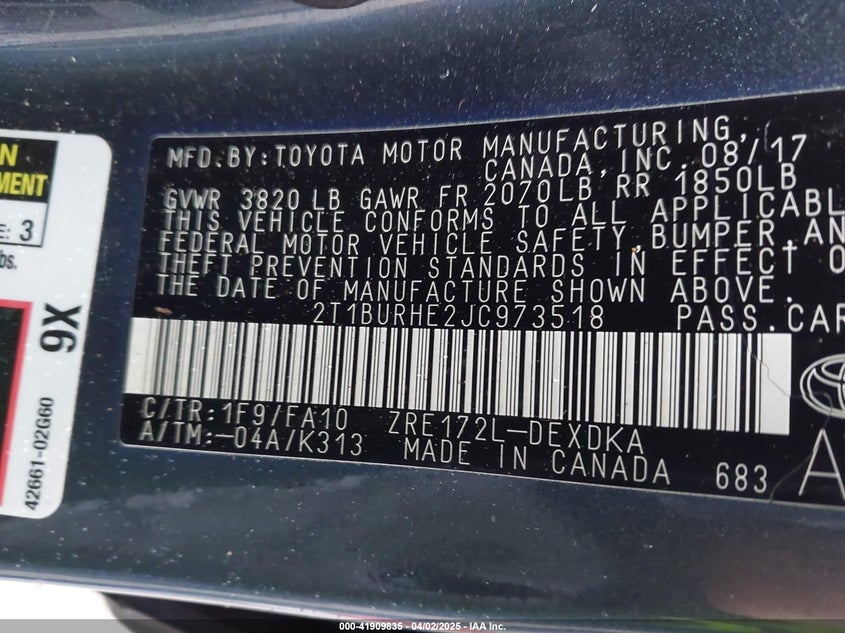 N
MENT
E: 3
bs.
9X
42661-02G60
MFD.BY:TOYOTA MOTOR MANUFACTURING,
CANADA,INC.08/17
GVWR 3820 LB GAWR FR 2070LB RR 1850LB
THIS VEHICLE CONFORMS TO ALL APPLICABL
FEDERAL MOTOR VEHICLE SAFETY,BUMPER,AN
THEFT PREVENTION STANDARDS IN EFFECT O
THE DATE OF MANUFACTURE SHOWN ABOVE.
2T1BURHE2JC973518 PASS.CAR
C/TR:1F9/FA10 ZRE172L-DEXDKA
A/TM:-04A/K313 MADE IN CANADA 683
A
000-41909835 - 04/02/2025 - IAA Inc.